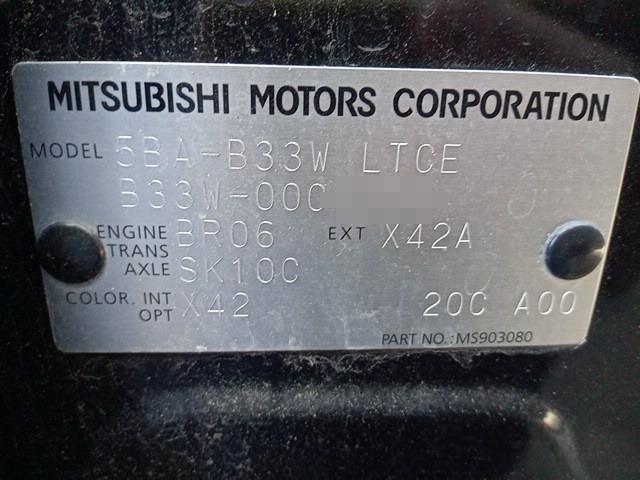 MITSUBISHI MOTORS CORPORATION
MODEL 5BA-B33W LTCE
B33W-00C
ENGINE BR06 EXT X42A
TRANS
AXLE SK10C
COLOR. INT X42 20C A00
OPT
PART NO.:MS903080